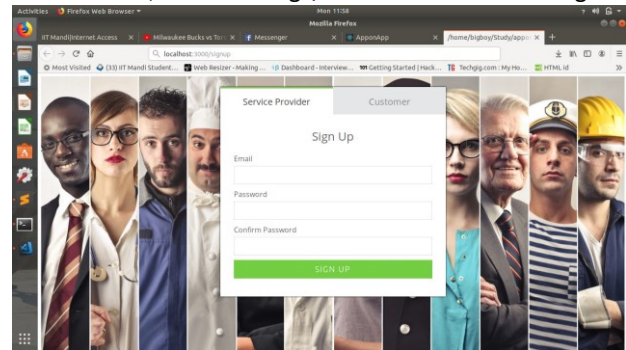 Activities Firefox Web Browser Mon 11:58
Mozilla Firefox
IIT Mandi|Internet Access Milwaukee Bucks vs Tor Messenger ApponApp /home/bigboy/Study/appo
localhost:3000/signup
Most Visited (33) IIT Mandi Student... Web Resizer - Making ... Dashboard - Interview... Getting Started | Hack... Techgig.com : My Ho... HTML id
Service Provider Customer
Sign Up
Email
Password
Confirm Password
SIGN UP